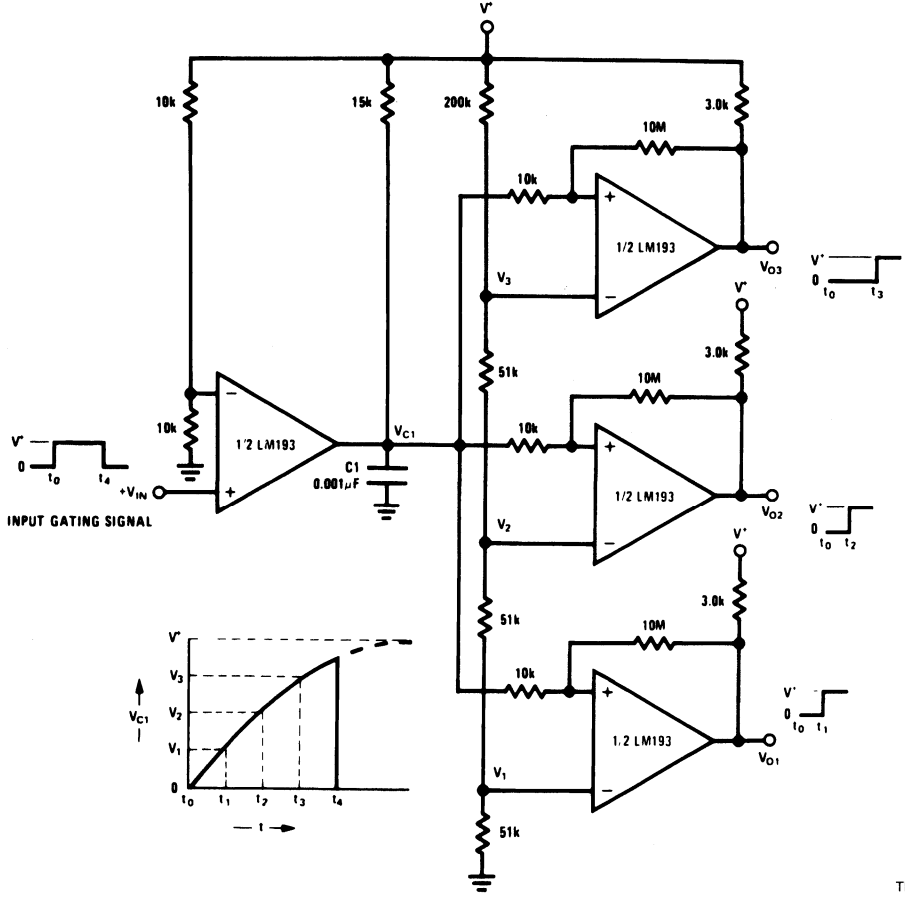 V+
10k
15k
200k
3.0k
10M
10k
+
1/2 LM193
−
V3
VO3
V+
0
t0 t3
V+
3.0k
51k
10M
10k
10k
−
1/2 LM193
+
VC1
C1
0.001µF
V+
0
t0 t4
+VIN
INPUT GATING SIGNAL
+
1/2 LM193
−
V2
VO2
V+
0
t0 t2
V+
3.0k
51k
10M
10k
+
1/2 LM193
−
V1
VO1
V+
0
t0 t1
51k
V+
V3
V2
V1
0
VC1
t0 t1 t2 t3 t4
t